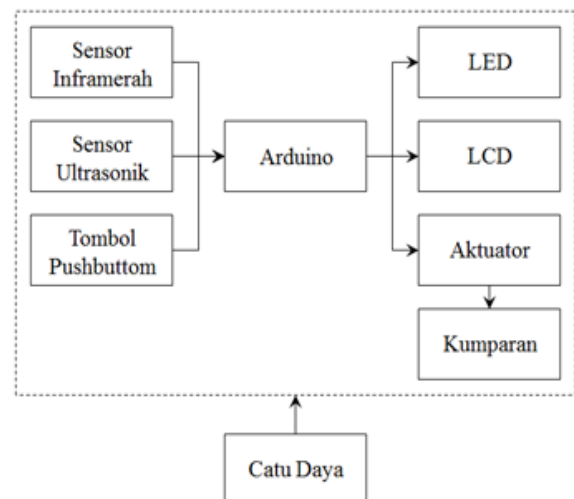 Sensor
Inframerah
Sensor
Ultrasonik
Tombol
Pushbuttom
Arduino
LED
LCD
Aktuator
Kumparan
Catu Daya